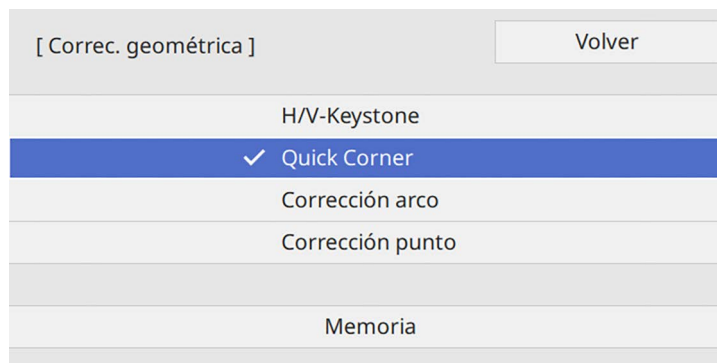 [ Correc. geométrica ]
Volver
H/V-Keystone
Quick Corner
Corrección arco
Corrección punto
Memoria